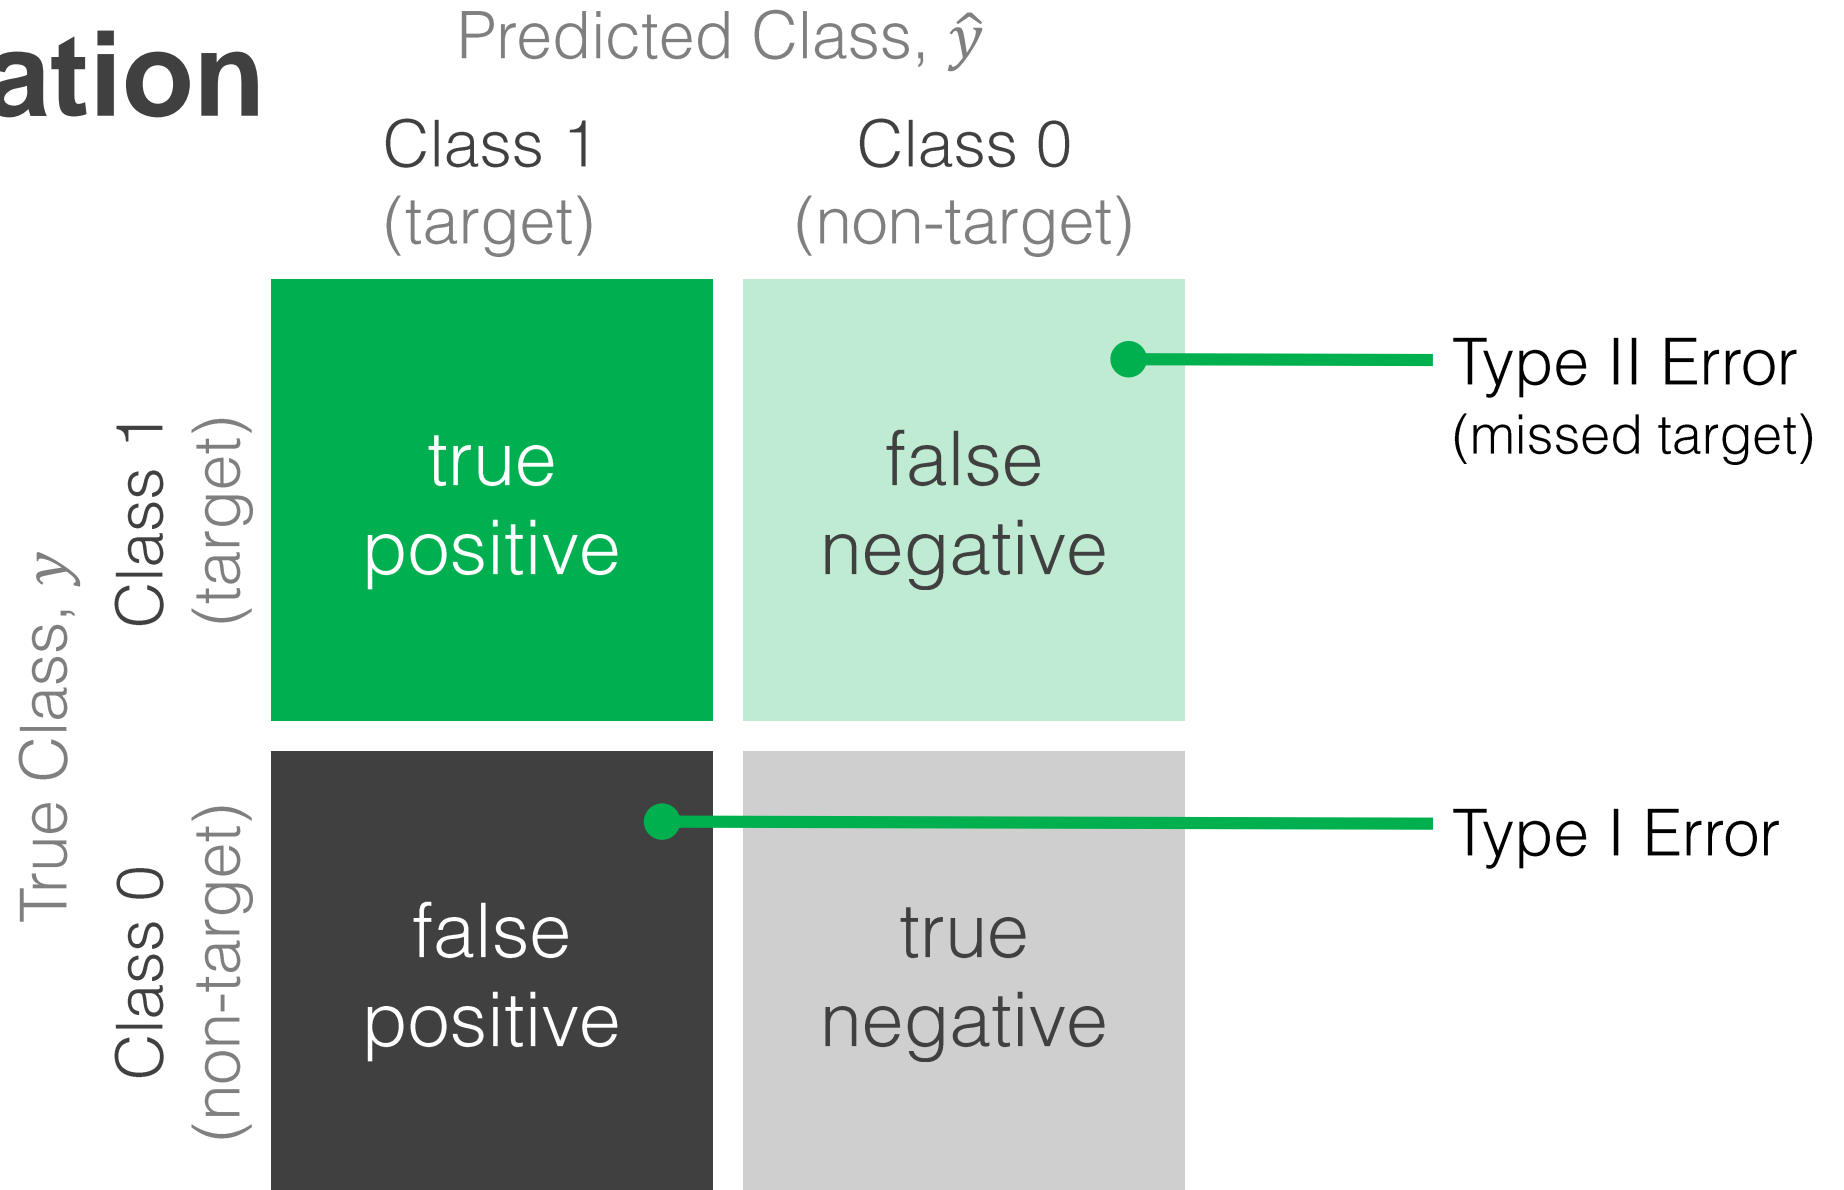 ation
Predicted Class, ŷ
Class 1
(target)
Class 0
(non-target)
True Class, y
Class 1
(target)
true
positive
false
negative
Type II Error
(missed target)
Class 0
(non-target)
false
positive
true
negative
Type I Error